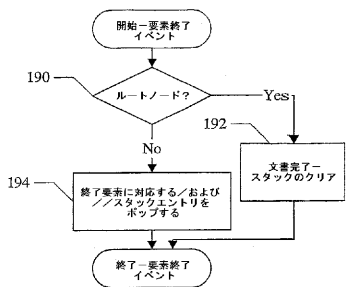 開始－要素終了
イベント
190
ルートノード？
Yes
192
No
文書完了－
スタックのクリア
194
終了要素に対応する／および
／／スタックエントリを
ポップする
終了－要素終了
イベント